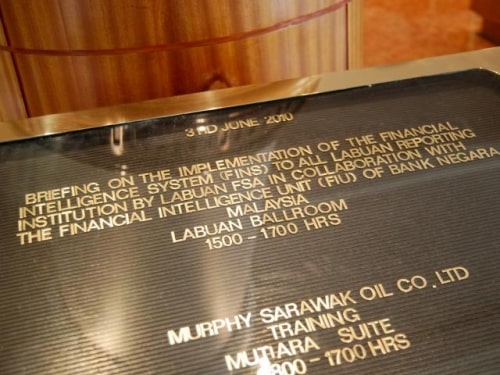 3RD JUNE 2010
BRIEFING ON THE IMPLEMENTATION OF THE FINANCIAL
INTELLIGENCE SYSTEM (FINS) TO ALL LABUAN REPORTING
INSTITUTION BY LABUAN FSA IN COLLABORATION WITH
THE FINANCIAL INTELLIGENCE UNIT (FIU) OF BANK NEGARA
MALAYSIA
LABUAN BALLROOM
1500 - 1700 HRS
MURPHY SARAWAK OIL CO.LTD
TRAINING
MUTIARA SUITE
- 1700 HRS